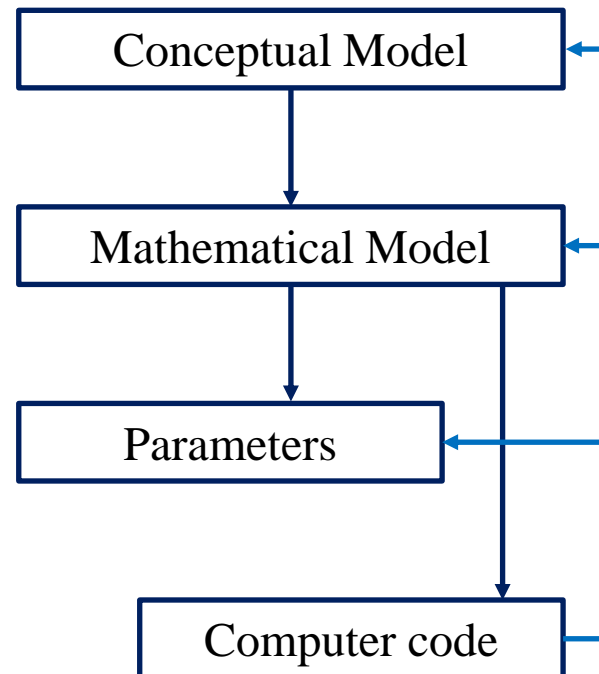 Conceptual Model
Mathematical Model
Parameters
Computer code